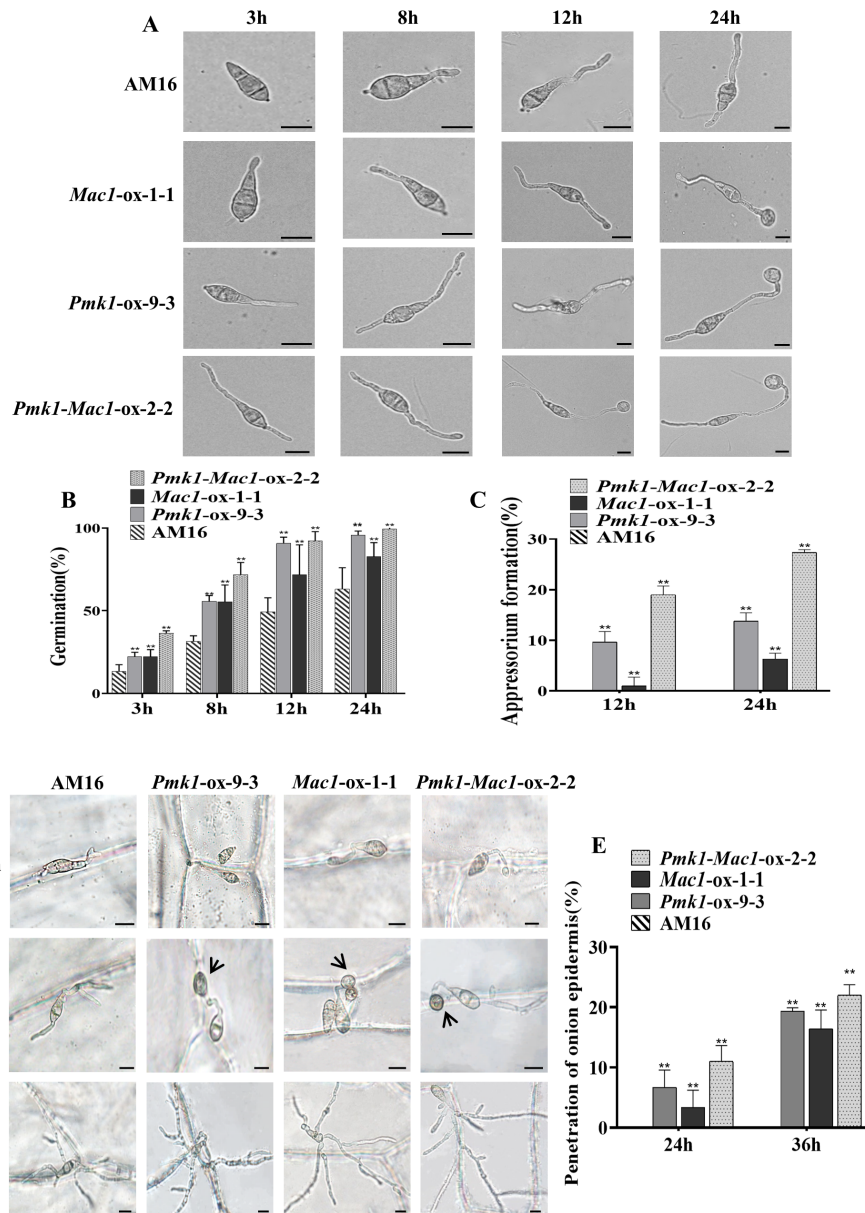 A
3h 8h 12h 24h
AM16
Mac1-ox-1-1
Pmk1-ox-9-3
Pmk1-Mac1-ox-2-2
B
Pmk1-Mac1-ox-2-2
Mac1-ox-1-1
Pmk1-ox-9-3
AM16
Germination(%)
100
50
0
** ** ** ** ** ** ** ** ** ** ** **
3h 8h 12h 24h
C
Pmk1-Mac1-ox-2-2
Mac1-ox-1-1
Pmk1-ox-9-3
AM16
Appressorium formation(%)
30
20
10
0
** ** ** ** ** **
12h 24h
AM16 Pmk1-ox-9-3 Mac1-ox-1-1 Pmk1-Mac1-ox-2-2
E
Pmk1-Mac1-ox-2-2
Mac1-ox-1-1
Pmk1-ox-9-3
AM16
Penetration of onion epidermis(%)
30
20
10
0
** ** ** ** ** **
24h 36h